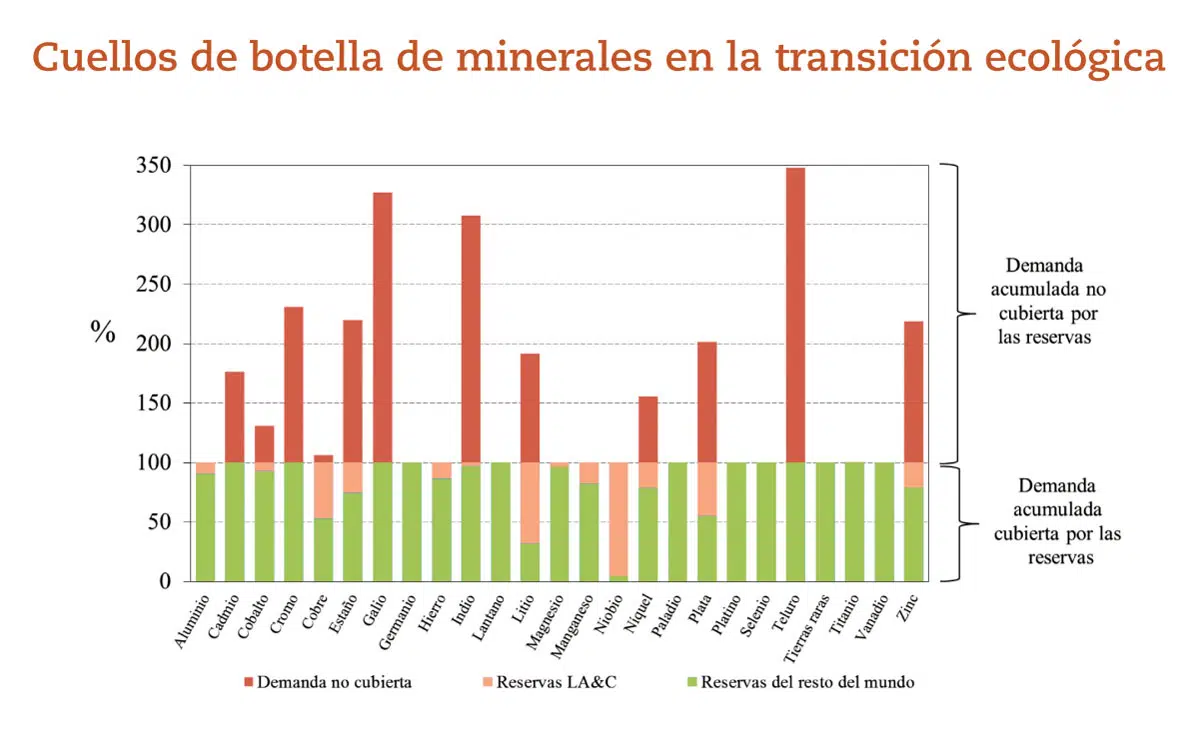 Cuellos de botella de minerales en la transición ecológica
350
300
250
200
150
100
50
0
%
Demanda
acumulada no
cubierta por
las reservas
Demanda
acumulada
cubierta por las
reservas
Aluminio
Cadmio
Cobalto
Cromo
Cobre
Estaño
Galio
Germanio
Hierro
Indio
Lantano
Litio
Magnesio
Manganeso
Niobio
Níquel
Paladio
Plata
Platino
Selenio
Teluro
Tierras raras
Titanio
Vanadio
Zinc
Demanda no cubierta
Reservas LA&C
Reservas del resto del mundo